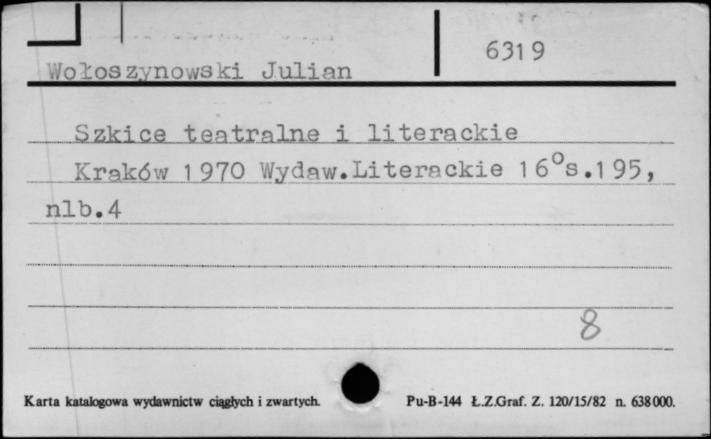 6319
Wołoszynowski Julian
Szkice teatralne i literackie
Kraków 1970 Wydaw.Literackie 16°s.195,
nlb.4
8
Karta katalogowa wydawnictw ciągłych i zwartych. Pu-B-144 Ł.Z.Graf. Z. 120/15/82 n. 638000.